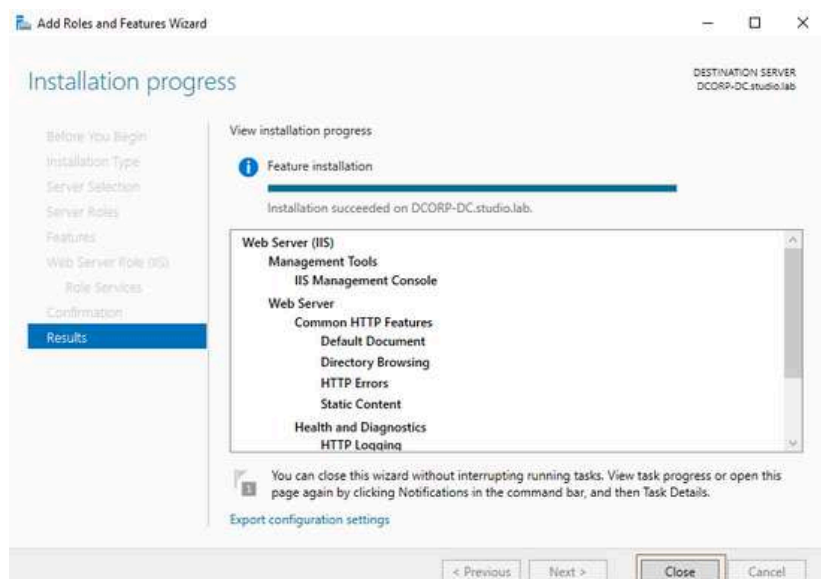 Add Roles and Features Wizard
Installation progress
DESTINATION SERVER
DCORP-DC.studio.lab
Before You Begin
Installation Type
Server Selection
Server Roles
Features
Web Server Role (IIS)
Role Services
Confirmation
Results
View installation progress
Feature installation
Installation succeeded on DCORP-DC.studio.lab.
Web Server (IIS)
Management Tools
IIS Management Console
Web Server
Common HTTP Features
Default Document
Directory Browsing
HTTP Errors
Static Content
Health and Diagnostics
HTTP Logging
1
You can close this wizard without interrupting running tasks. View task progress or open this
page again by clicking Notifications in the command bar, and then Task Details.
Export configuration settings
< Previous
Next >
Close
Cancel